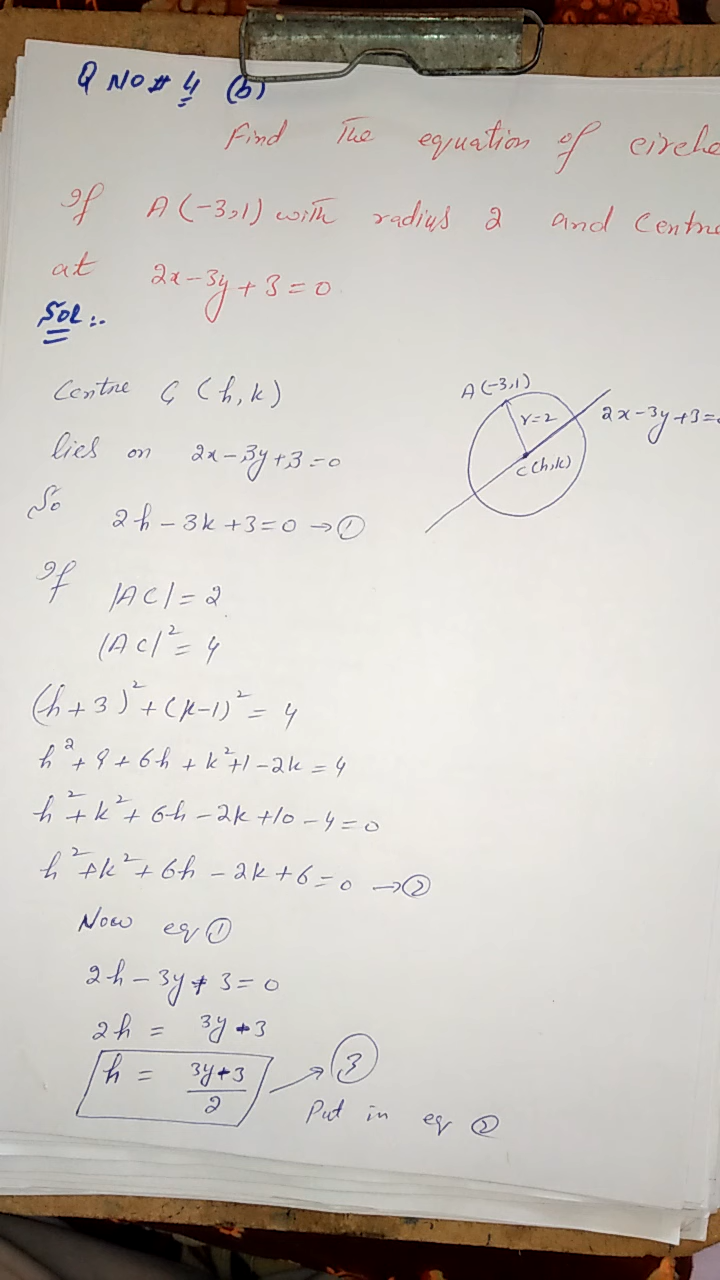 Q NO # 4 (b)
Find The equation of circle
If A(-3,1) with radius 2 and Centre
at 2x-3y+3=0
Sol:.
Centre C (h,k)
lies on 2x-3y+3=0
So
2h-3k+3=0 →①
A(-3,1)
r=2
2x-3y+3=
C(h,k)
If |AC|=2
|AC|²=4
(h+3)²+(k-1)²=4
h²+9+6h+k²+1-2k=4
h²+k²+6h-2k+10-4=0
h²+k²+6h-2k+6=0 →②
Now eq ①
2h-3y+3=0
2h = 3y+3
h = 3y+3/2 → ③
Put in eq ②